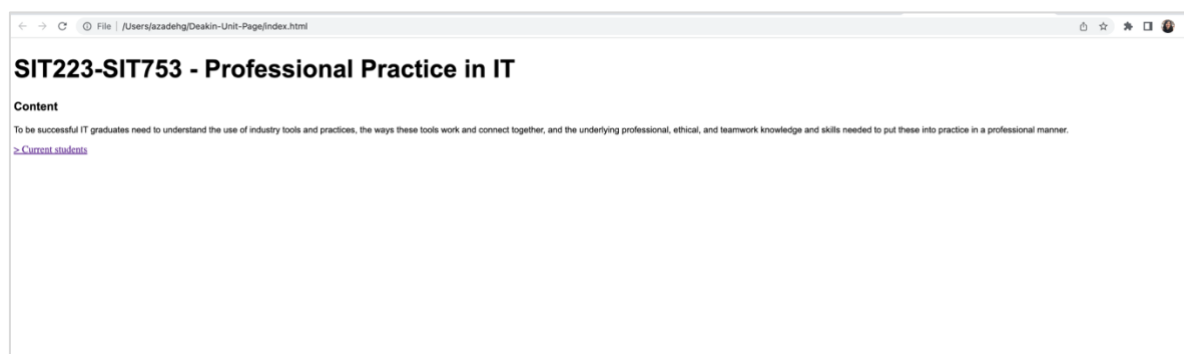 File | /Users/azadehg/Deakin-Unit-Page/index.html
SIT223-SIT753 - Professional Practice in IT
Content
To be successful IT graduates need to understand the use of industry tools and practices, the ways these tools work and connect together, and the underlying professional, ethical, and teamwork knowledge and skills needed to put these into practice in a professional manner.
> Current students